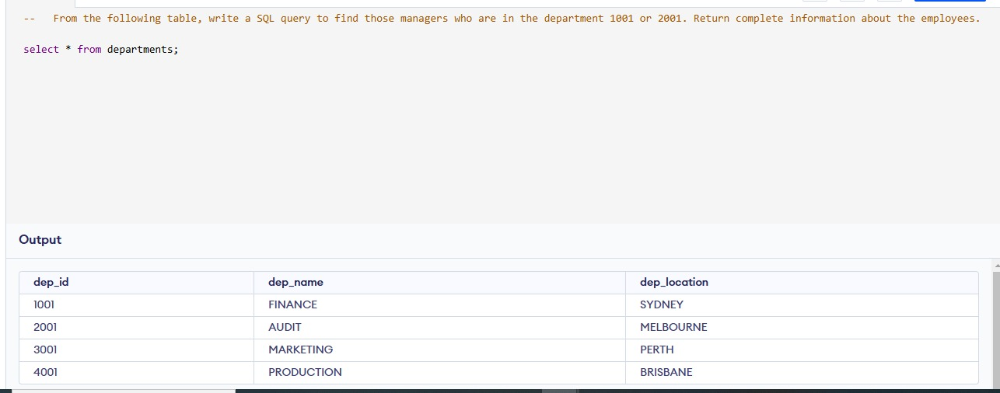 --   From the following table, write a SQL query to find those managers who are in the department 1001 or 2001. Return complete information about the employees.
select * from departments;
Output
dep_id dep_name dep_location
1001 FINANCE SYDNEY
2001 AUDIT MELBOURNE
3001 MARKETING PERTH
4001 PRODUCTION BRISBANE